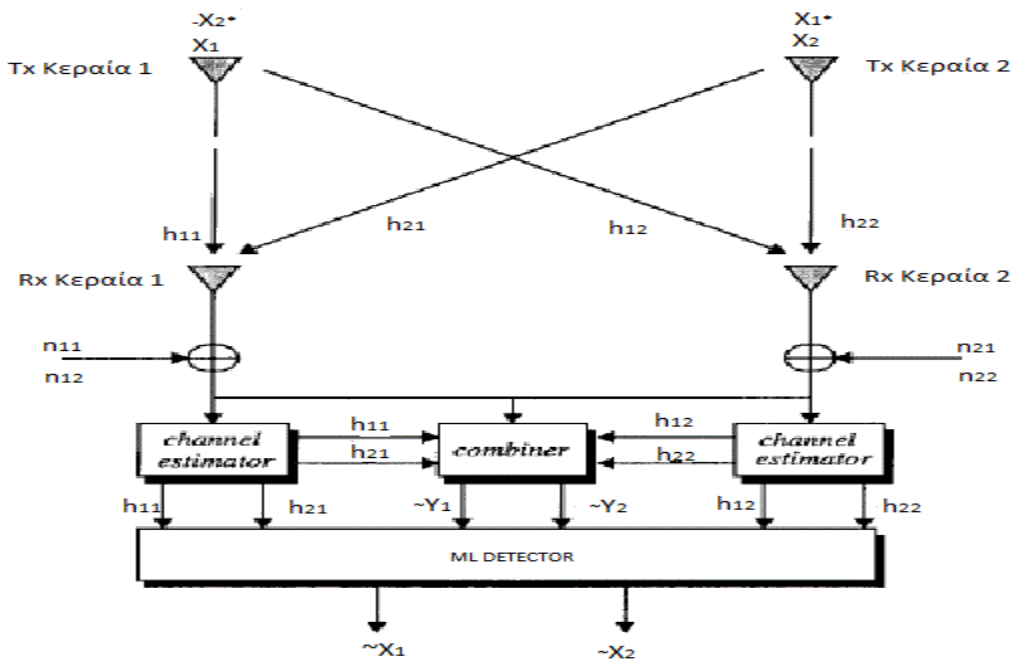 -X2*
X1
X1*
X2
Tx Κεραία 1
Tx Κεραία 2
h11
h21
h12
h22
Rx Κεραία 1
Rx Κεραία 2
n11
n12
n21
n22
channel
estimator
h11
h21
combiner
h12
h22
channel
estimator
h11
h21
~Y1
~Y2
h12
h22
ML DETECTOR
~X1
~X2